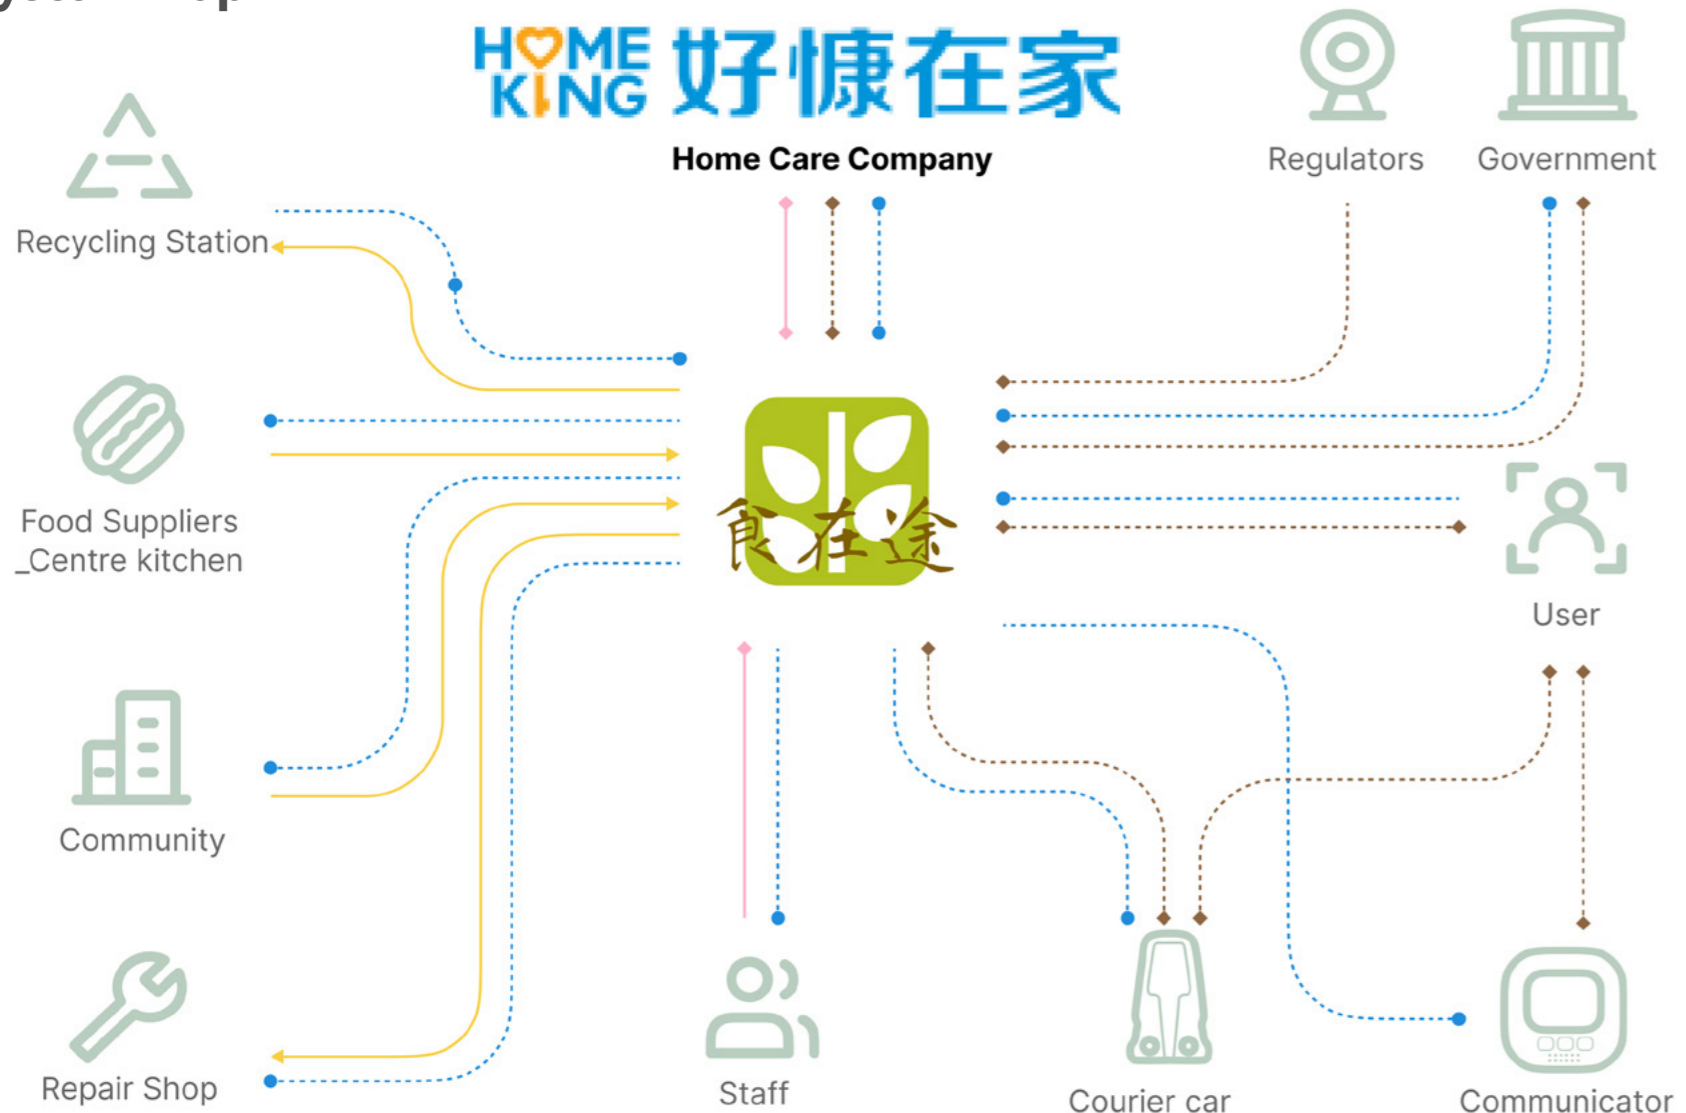 HOME
KING
好慷在家
Home Care Company
Regulators
Government
Recycling Station
Food Suppliers
_Centre kitchen
食在途
User
Community
Repair Shop
Staff
Courier car
Communicator